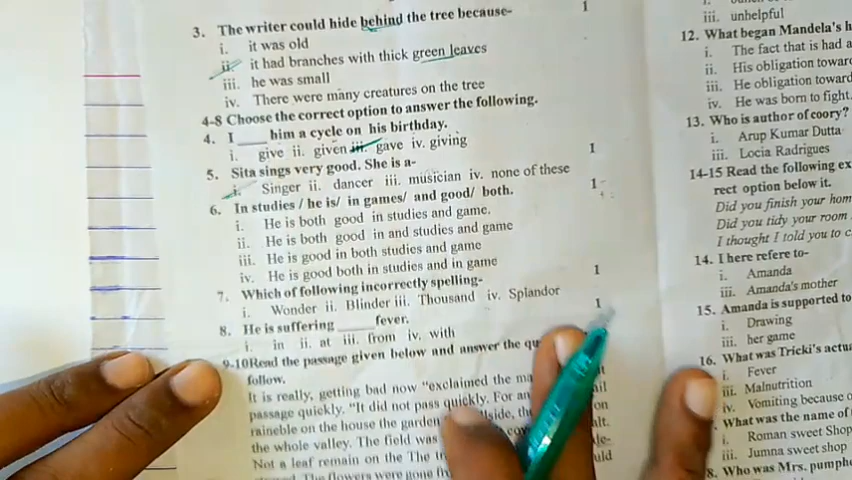 3. The writer could hide behind the tree because- 1
i. it was old
ii. it had branches with thick green leaves
iii. he was small
iv. There were many creatures on the tree
4-8 Choose the correct option to answer the following.
4. I ____ him a cycle on his birthday.
i. give ii. given iii. gave iv. giving
5. Sita sings very good. She is a- 1
i. Singer ii. dancer iii. musician iv. none of these
6. In studies / he is/ in games/ and good/ both. 1
i. He is both good in studies and game.
ii. He is both good in and studies and game
iii. He is good in both studies and game
iv. He is good both in studies and in game
7. Which of following incorrectly spelling- 1
i. Wonder ii. Blinder iii. Thousand iv. Splandor
8. He is suffering ____ fever. 1
i. in ii. at iii. from iv. with
9-10Read the passage given below and answer the
follow.
It is really, getting bad now "exclaimed the
passage quickly. "It did not pass quickly. For
raineble on the house the garden
the whole valley. The field was
Not a leaf remain on the The
The flowers were gone
iii. unhelpful
12. What began Mandela's
i. The fact that is had a
ii. His obligation
iii. He obligation
iv. He was born to fight.
13. Who is author of coory?
i. Arup Kumar Dutta
iii. Locia Radrigues
14-15 Read the following
rect option below it.
Did you finish your
Did you tidy your room
I thought I told you to
14. I here refere to-
i. Amanda
iii. Amanda's mother
15. Amanda is supported to
i. Drawing
iii. her game
16. What was Tricki's
i. Fever
iii. Malnutrition
iv. Vomiting because
What was the name of
i. Roman sweet Shop
iii. Jumna sweet shop
8. Who was Mrs.